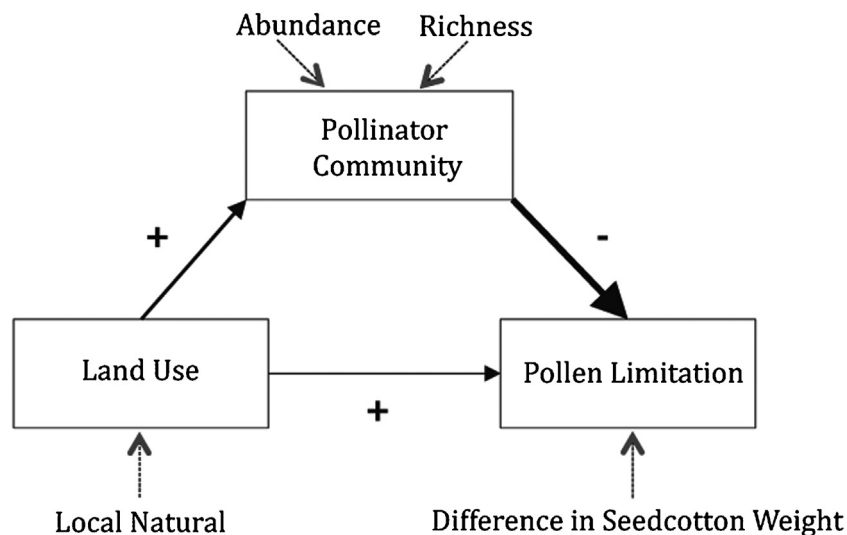 Abundance Richness
Pollinator
Community
+ -
Land Use Pollen Limitation
+
Local Natural Difference in Seedcotton Weight